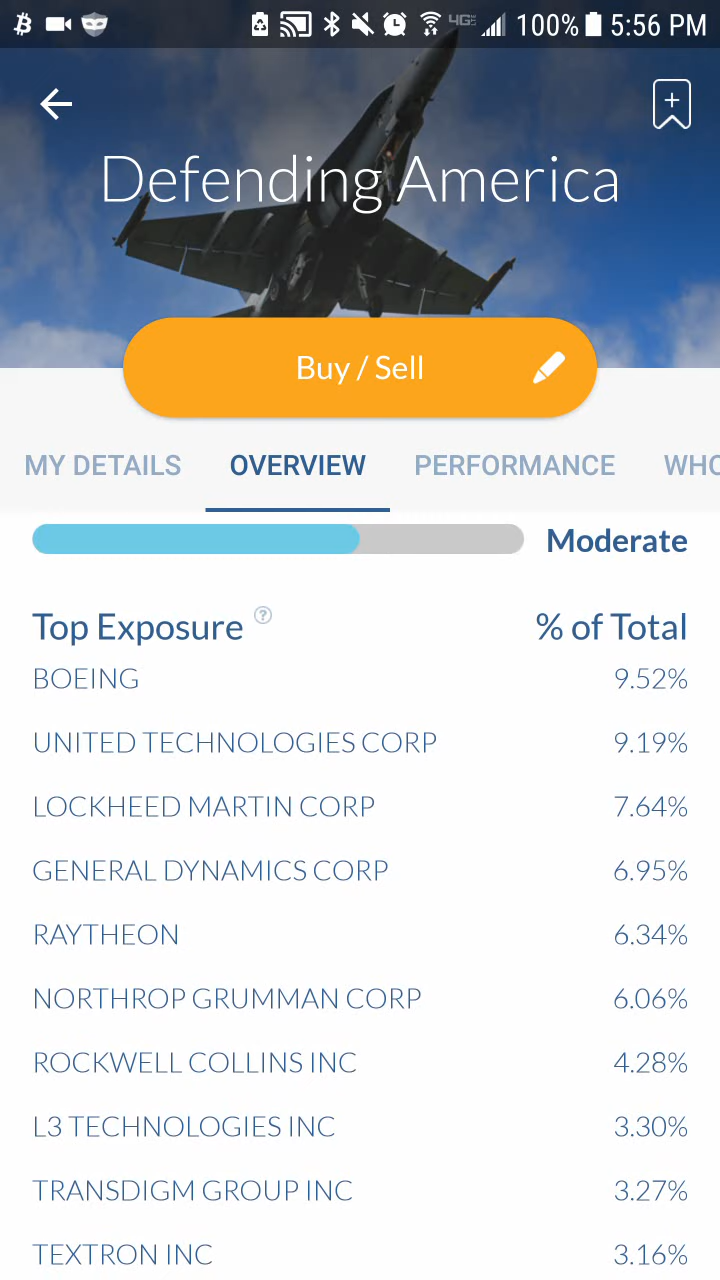 100% 5:56 PM
Defending America
Buy / Sell
MY DETAILS OVERVIEW PERFORMANCE WHO
Moderate
Top Exposure ? % of Total
BOEING 9.52%
UNITED TECHNOLOGIES CORP 9.19%
LOCKHEED MARTIN CORP 7.64%
GENERAL DYNAMICS CORP 6.95%
RAYTHEON 6.34%
NORTHROP GRUMMAN CORP 6.06%
ROCKWELL COLLINS INC 4.28%
L3 TECHNOLOGIES INC 3.30%
TRANSDIGM GROUP INC 3.27%
TEXTRON INC 3.16%